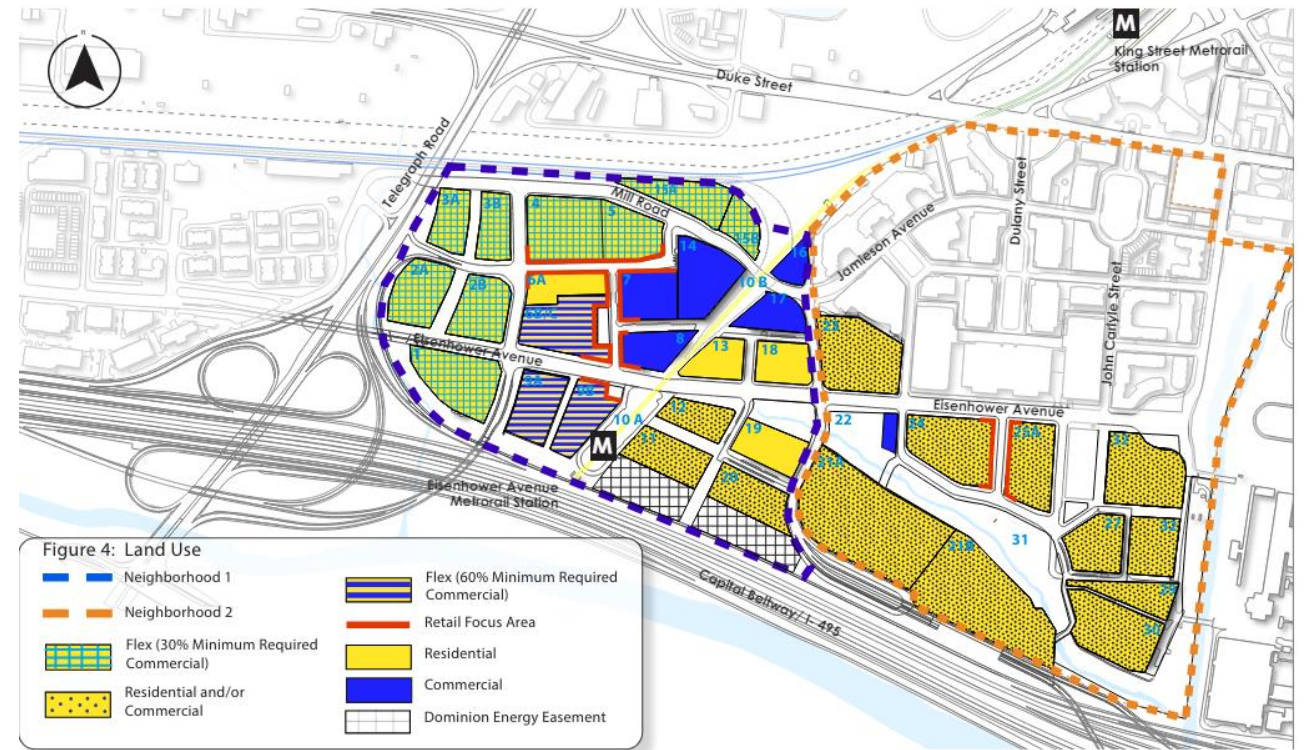 N
M
King Street Metrorail
Station
Duke Street
Telegraph Road
Dulany Street
Mill Road
Jamieson Avenue
John Carlyle Street
3A
3B
4
5
15A
15B
14
16
2A
2B
6A
7
10 B
17
6B/C
8
13
18
23
Eisenhower Avenue
1
9A
9B
10 A
12
11
19
20
22
Eisenhower Avenue
24
25A
32
21A
21B
31
27
33
29
30
M
Eisenhower Avenue
Metrorail Station
Capital Beltway/ I- 495
Figure 4: Land Use
Neighborhood 1
Neighborhood 2
Flex (30% Minimum Required
Commercial)
Residential and/or
Commercial
Flex (60% Minimum Required
Commercial)
Retail Focus Area
Residential
Commercial
Dominion Energy Easement